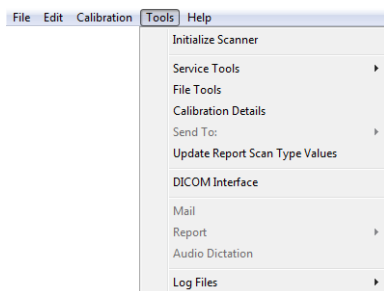 File Edit Calibration Tools Help
Initialize Scanner
Service Tools
File Tools
Calibration Details
Send To:
Update Report Scan Type Values
DICOM Interface
Mail
Report
Audio Dictation
Log Files